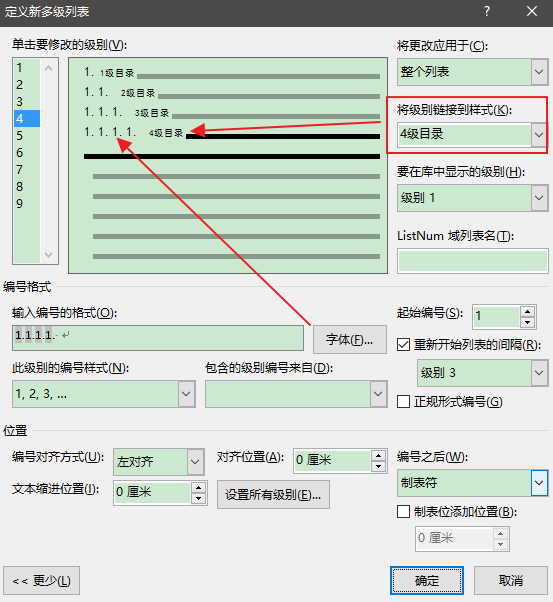 定义新多级列表
单击要修改的级别(V):
1
2
3
4
5
6
7
8
9
1. 1级目录
1.1. 2级目录
1.1.1. 3级目录
1.1.1.1. 4级目录
将更改应用于(C):
整个列表
将级别链接到样式(K):
4级目录
要在库中显示的级别(H):
级别 1
ListNum 域列表名(T):
编号格式
输入编号的格式(O):
1.1.1.1.
字体(F)...
此级别的编号样式(N):
1, 2, 3, ...
包含的级别编号来自(D):
起始编号(S):
1
重新开始列表的间隔(R):
级别 3
正规形式编号(G)
位置
编号对齐方式(U):
左对齐
对齐位置(A):
0 厘米
文本缩进位置(I):
0 厘米
设置所有级别(E)...
编号之后(W):
制表符
制表位添加位置(B):
0 厘米
<< 更少(L)
确定
取消